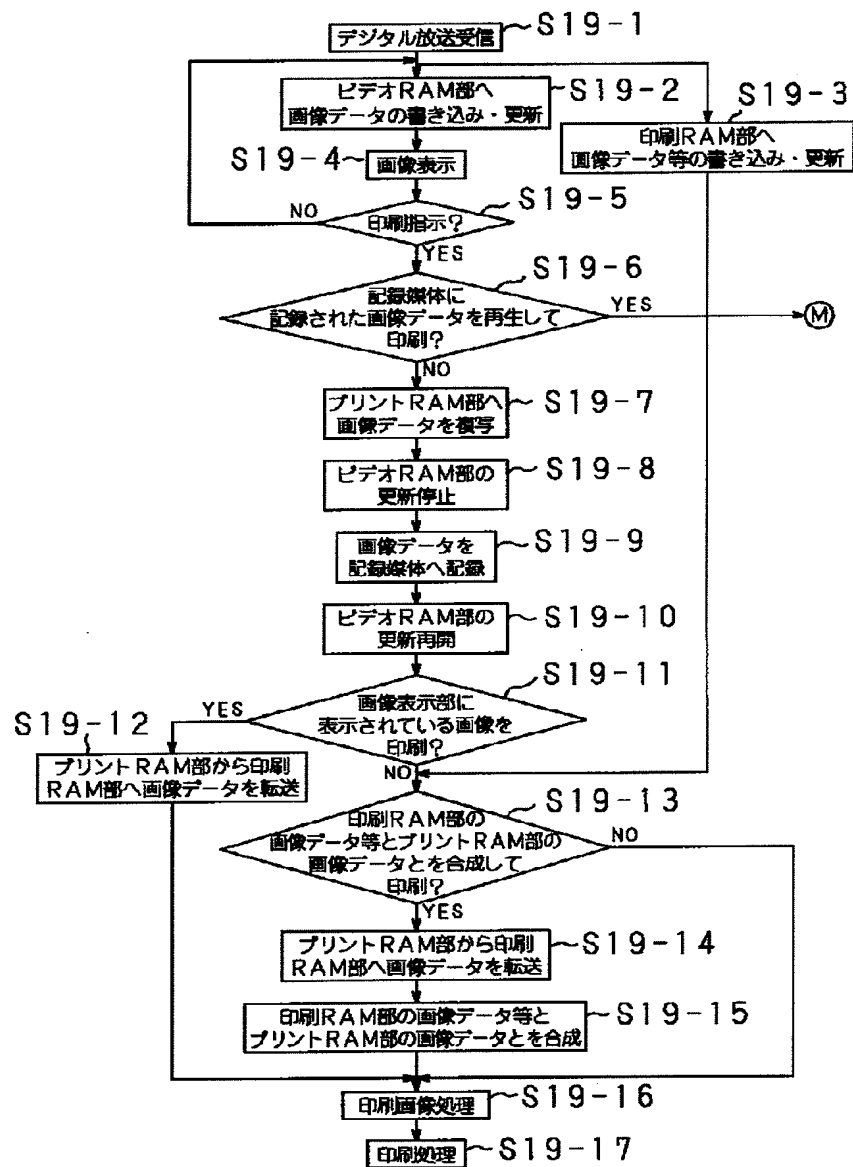 デジタル放送受信
S19-1
ビデオRAM部へ
画像データの書き込み・更新
S19-2
印刷RAM部へ
画像データ等の書き込み・更新
S19-3
S19-4
画像表示
NO
印刷指示?
S19-5
YES
記録媒体に
記録された画像データを再生して
印刷?
S19-6
YES
M
NO
プリントRAM部へ
画像データを複写
S19-7
ビデオRAM部の
更新停止
S19-8
画像データを
記録媒体へ記録
S19-9
ビデオRAM部の
更新再開
S19-10
画像表示部に
表示されている画像を
印刷?
S19-11
YES
S19-12
プリントRAM部から印刷
RAM部へ画像データを転送
NO
印刷RAM部の
画像データ等とプリントRAM部の
画像データとを合成して
印刷?
S19-13
NO
YES
プリントRAM部から印刷
RAM部へ画像データを転送
S19-14
印刷RAM部の画像データ等と
プリントRAM部の画像データとを合成
S19-15
印刷画像処理
S19-16
印刷処理
S19-17